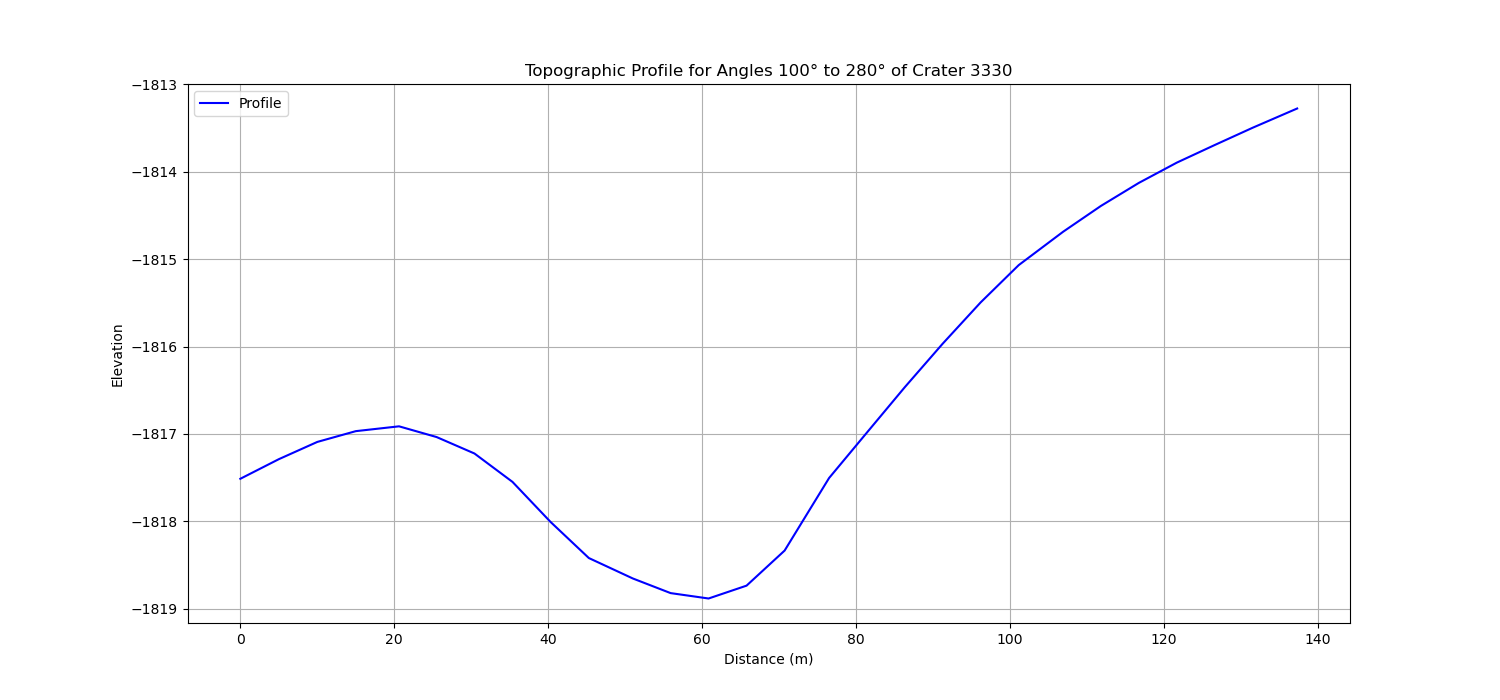 Topographic Profile for Angles 100° to 280° of Crater 3330
Profile
−1813
−1814
−1815
−1816
−1817
−1818
−1819
Elevation
0 20 40 60 80 100 120 140
Distance (m)